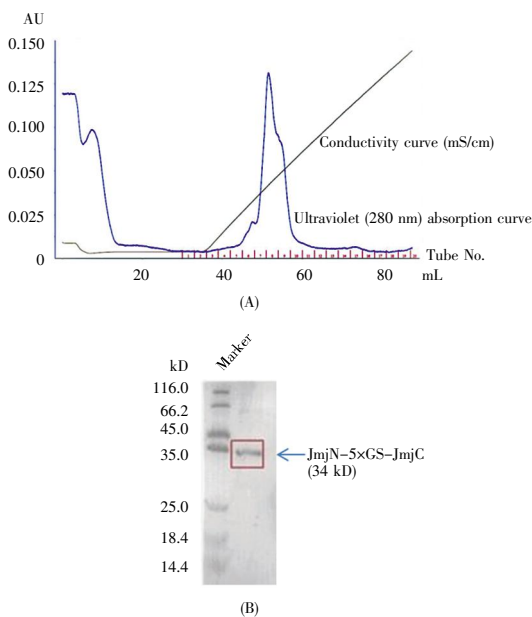 AU
0.150
0.125
0.100
0.050
0.025
0
Conductivity curve (mS/cm)
Ultraviolet (280 nm) absorption curve
Tube No.
20
40
60
80
mL
(A)
kD
Marker
116.0
66.2
45.0
35.0
25.0
18.4
14.4
JmjN-5×GS-JmjC
(34 kD)
(B)